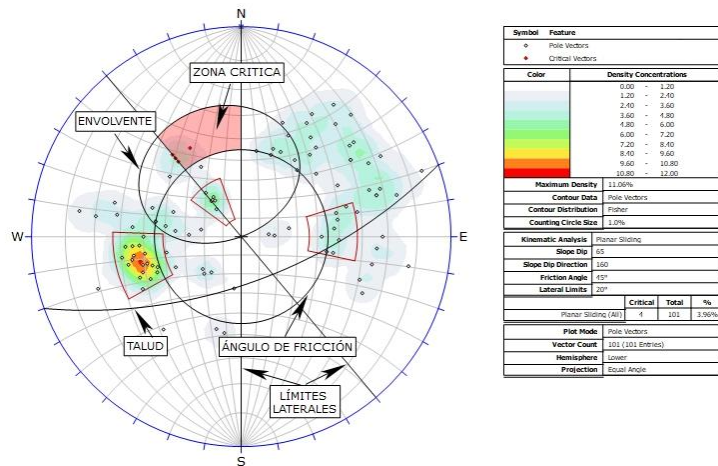 N
ZONA CRITICA
ENVOLVENTE
W
E
TALUD
ÁNGULO DE FRICCIÓN
LÍMITES
LATERALES
S
Symbol Feature
Pole Vectors
Critical Vectors
Color Density Concentrations
0.00 - 1.20
1.20 - 2.40
2.40 - 3.60
3.60 - 4.80
4.80 - 6.00
6.00 - 7.20
7.20 - 8.40
8.40 - 9.60
9.60 - 10.80
10.80 - 12.00
Maximum Density 11.06%
Contour Data Pole Vectors
Contour Distribution Fisher
Counting Circle Size 1.0%
Kinematic Analysis Planar Sliding
Slope Dip 65
Slope Dip Direction 160
Friction Angle 45°
Lateral Limits 20°
Critical Total %
Planar Sliding (All) 4 101 3.96%
Plot Mode Pole Vectors
Vector Count 101 (101 Entries)
Hemisphere Lower
Projection Equal Angle